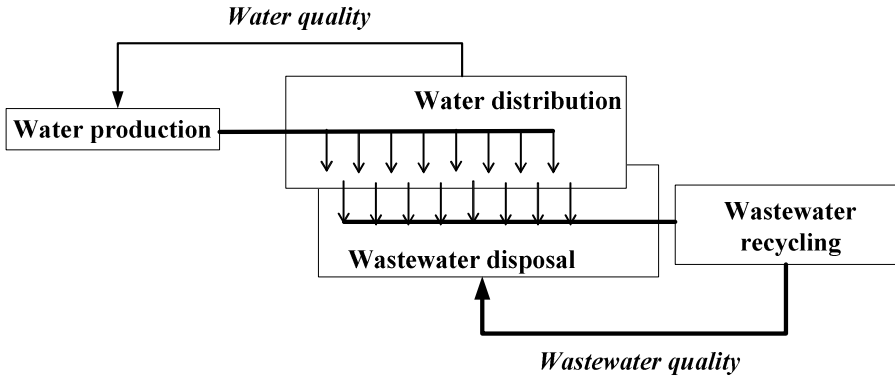 Water quality
Water distribution
Water production
Wastewater
recycling
Wastewater disposal
Wastewater quality